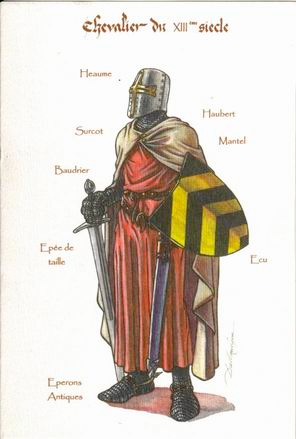 Chevalier du XIIIème siecle
Heaume
Haubert
Surcot
Mantel
Baudrier
Epée de
taille
Ecu
Eperons
Antiques